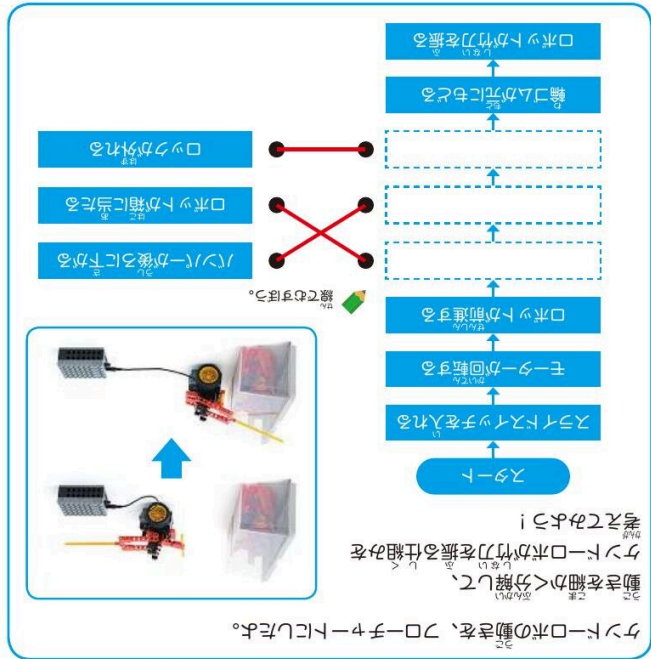 ケンドーロボの動きを、フローチャートにしたよ。
動きを細かく分解して、
ケンドーロボが竹刀を振る仕組みを
考えてみよう！
スタート
スライドスイッチを入れる
モーターが回転する
ロボットが前進する
線でむすぼう。
バンパーが後ろに下がる
ロボットが箱に当たる
ロックが外れる
輪ゴムが元にもどる
ロボットが竹刀を振る